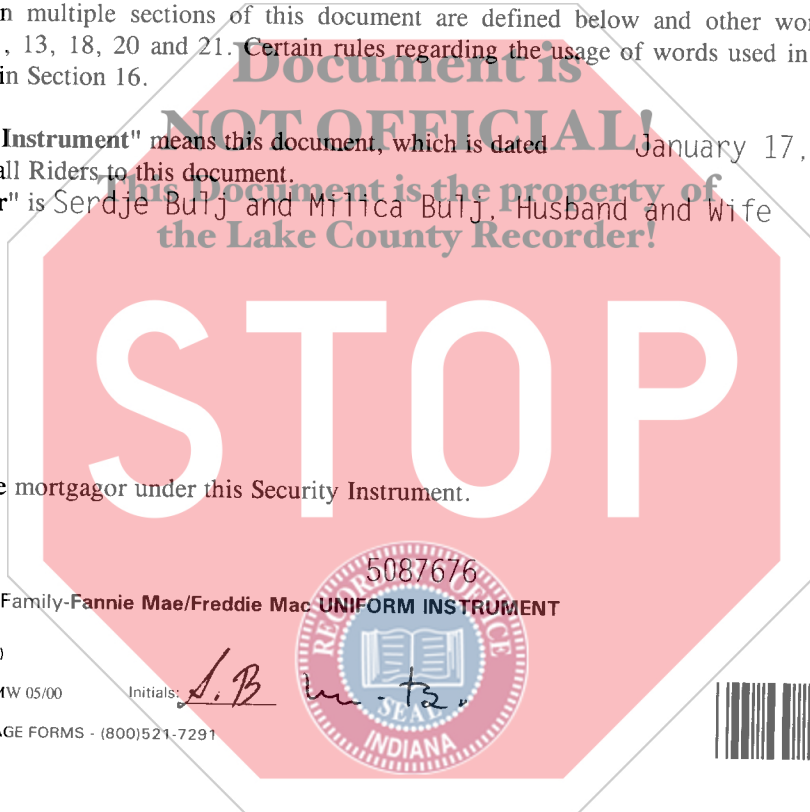 n multiple sections of this document are defined below and other wor
, 13, 18, 20 and 21. Certain rules regarding the usage of words used in
in Section 16.
Document is
NOT OFFICIAL!
Instrument" means this document, which is dated January 17,
all Riders to this document.
This Document is the property of
r" is Serdje Bulj and Milica Bulj, Husband and Wife
the Lake County Recorder!
STOP
e mortgagor under this Security Instrument.
5087676
Family-Fannie Mae/Freddie Mac UNIFORM INSTRUMENT
)
MW 05/00 Initials: S. B
AGE FORMS - (800)521-7291
RECORDER'S OFFICE
SEAL
INDIANA